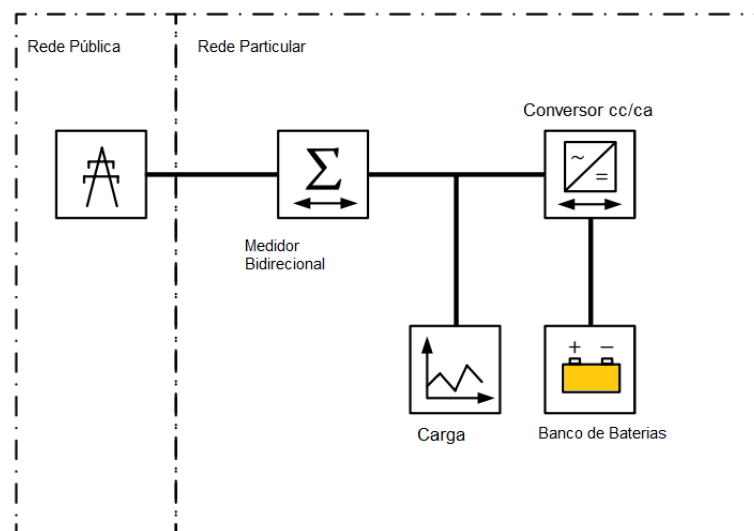 Rede Pública
Rede Particular
Conversor cc/ca
~
=
Σ
Medidor
Bidirecional
+ −
Carga
Banco de Baterias